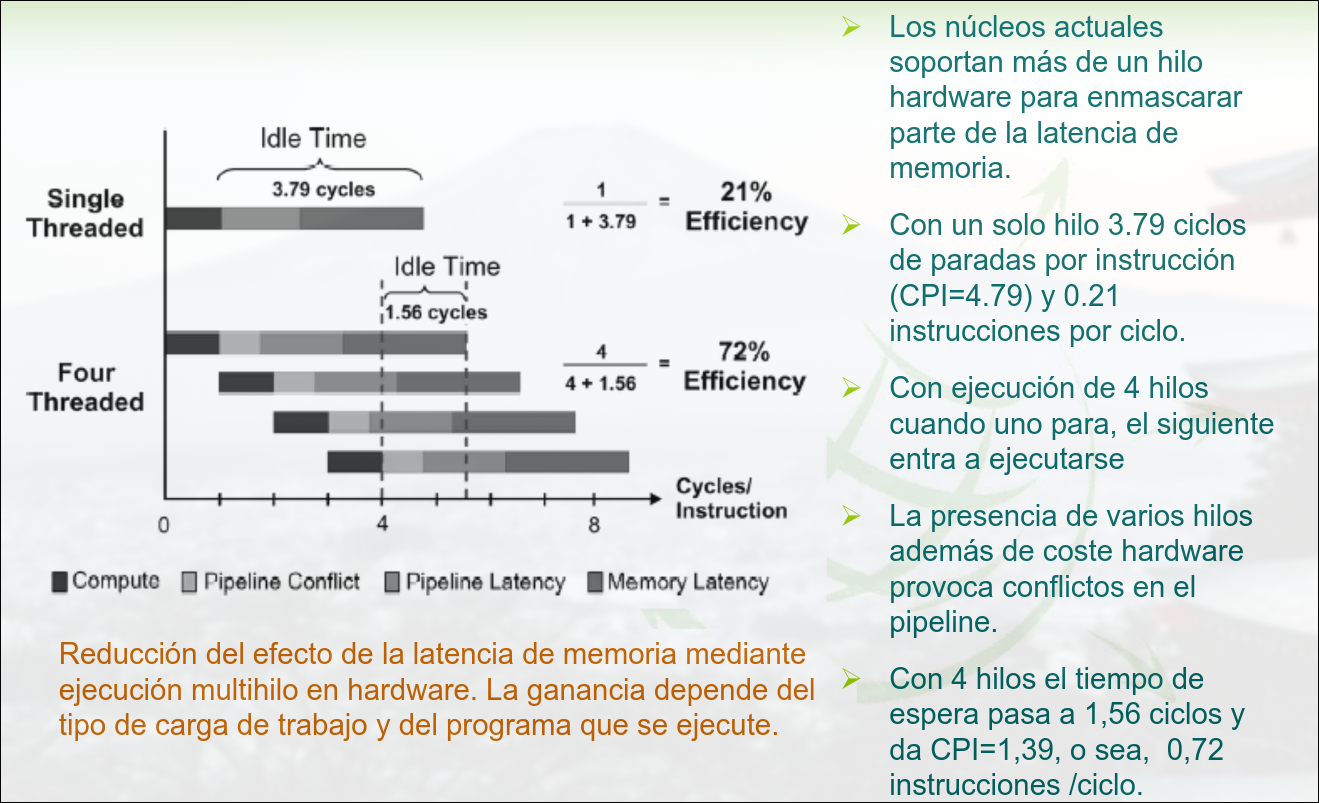 Idle Time
3.79 cycles
Single
Threaded
1
1 + 3.79
=
21%
Efficiency
Idle Time
1.56 cycles
Four
Threaded
4
4 + 1.56
=
72%
Efficiency
Cycles/
Instruction
0
4
8
Compute
Pipeline Conflict
Pipeline Latency
Memory Latency
Reducción del efecto de la latencia de memoria mediante
ejecución multihilo en hardware. La ganancia depende del
tipo de carga de trabajo y del programa que se ejecute.
Los núcleos actuales
soportan más de un hilo
hardware para enmascarar
parte de la latencia de
memoria.
Con un solo hilo 3.79 ciclos
de paradas por instrucción
(CPI=4.79) y 0.21
instrucciones por ciclo.
Con ejecución de 4 hilos
cuando uno para, el siguiente
entra a ejecutarse
La presencia de varios hilos
además de coste hardware
provoca conflictos en el
pipeline.
Con 4 hilos el tiempo de
espera pasa a 1,56 ciclos y
da CPI=1,39, o sea, 0,72
instrucciones /ciclo.